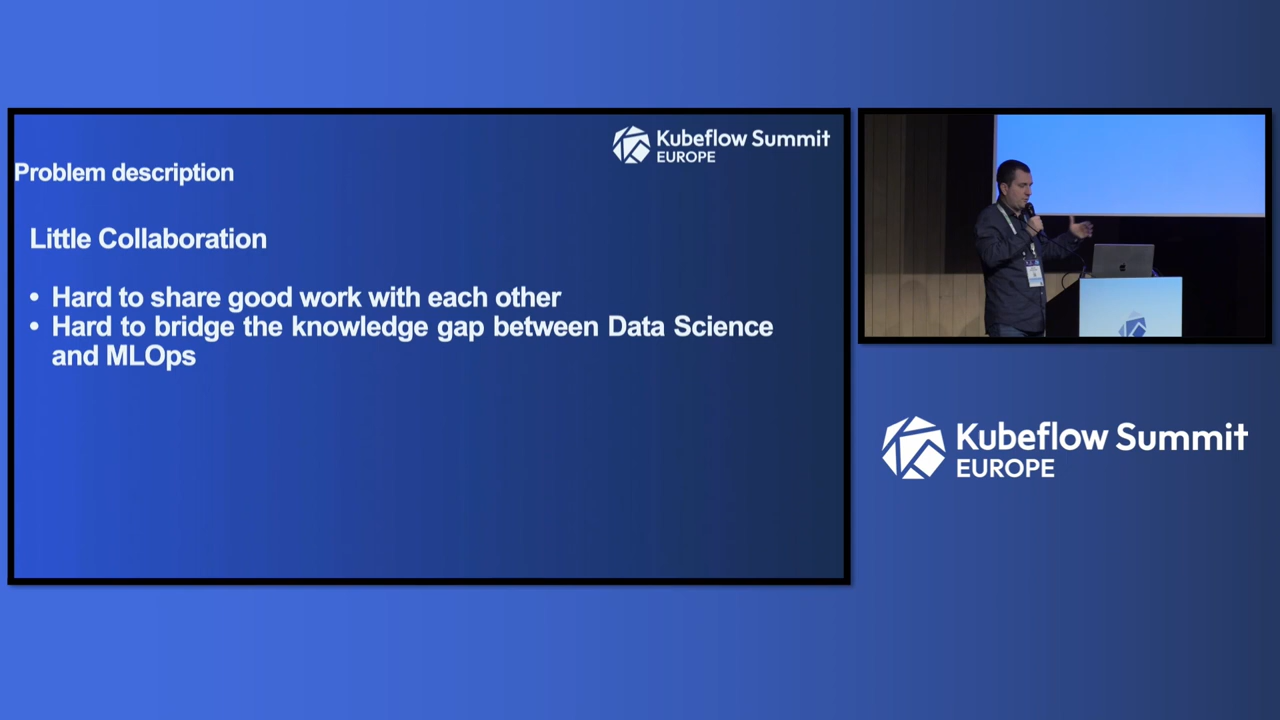 Kubeflow Summit
EUROPE
Problem description
Little Collaboration
• Hard to share good work with each other
• Hard to bridge the knowledge gap between Data Science
and MLOps
Kubeflow Summit
EUROPE